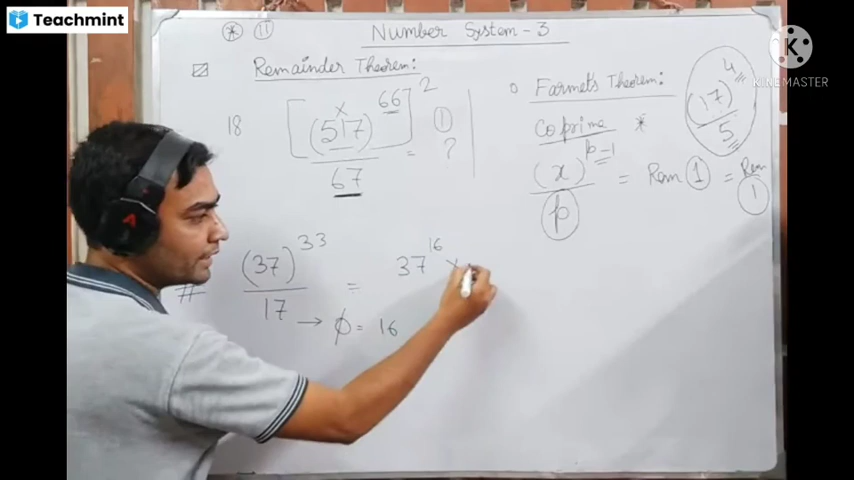 Teachmint
* 11 Number System - 3
Remainder Theorem:
18 [(517)^66]^2 / 67 = ?
x
1
(37)^33 / 17 = 37^16 x
→ φ = 16
Farmet's Theorem:
Coprime *
(x)^p-1 / p = Rem 1 = Rem 1
(17)^4 / 5
K
KINEMASTER